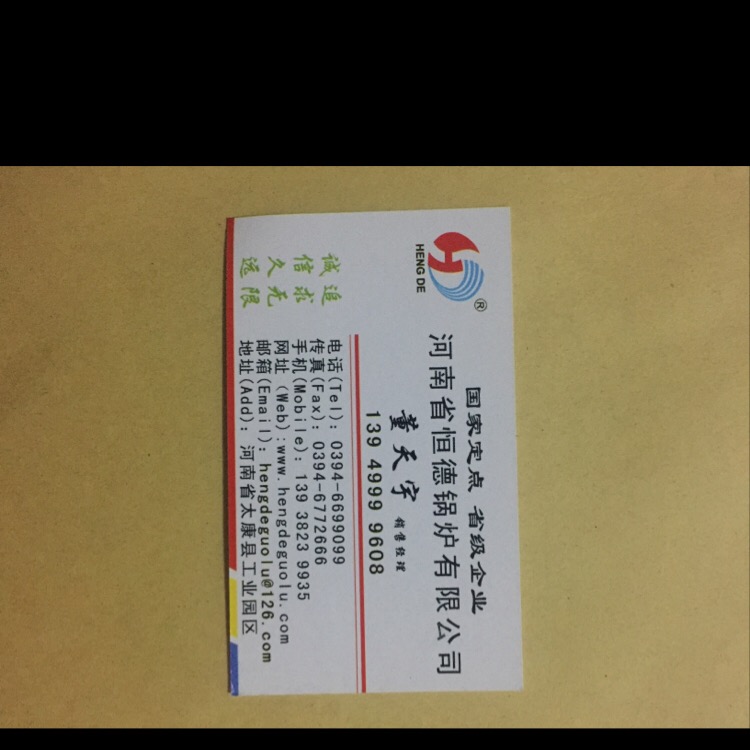 HENG DE
®
国家定点 省级企业
河南省恒德锅炉有限公司
董天宇 销售经理
139 4999 9608
追求无限
诚信久远
电话(Tel): 0394-6699099
传真(Fax): 0394-6772666
手机(Mobile): 139 3823 9935
网址 (Web):www.hengdeguolu.com
邮箱(Email): hengdeguolu@126.com
地址(Add): 河南省太康县工业园区